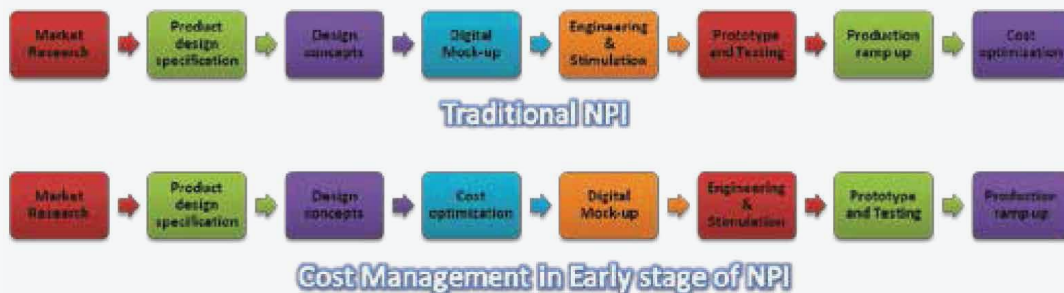 Market
Research
Product
design
specification
Design
concepts
Digital
Mock-up
Engineering
&
Stimulation
Prototype
and Testing
Production
ramp up
Cost
optimization
Traditional NPI
Market
Research
Product
design
specification
Design
concepts
Cost
optimization
Digital
Mock-up
Engineering
&
Stimulation
Prototype
and Testing
Production
ramp up
Cost Management in Early stage of NPI